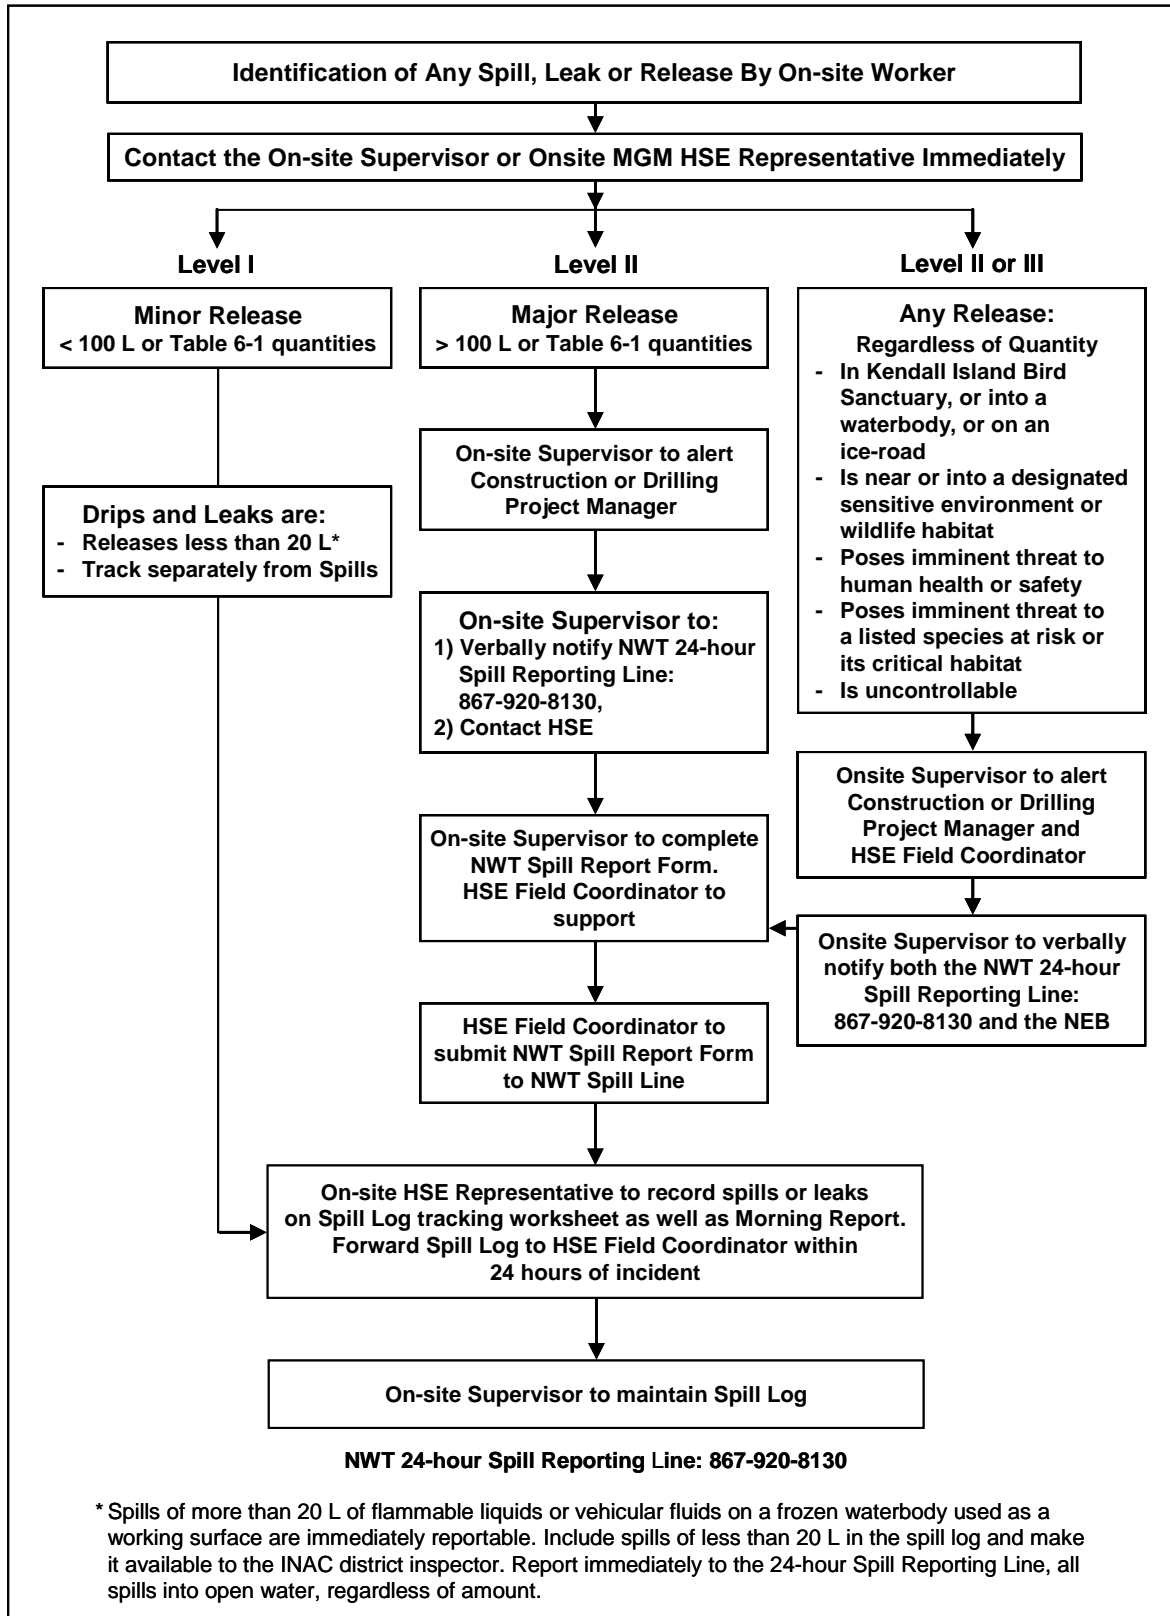 Identification of Any Spill, Leak or Release By On-site Worker
Contact the On-site Supervisor or Onsite MGM HSE Representative Immediately
Level I
Minor Release
< 100 L or Table 6-1 quantities
Drips and Leaks are:
- Releases less than 20 L*
- Track separately from Spills
Level II
Major Release
> 100 L or Table 6-1 quantities
On-site Supervisor to alert
Construction or Drilling
Project Manager
On-site Supervisor to:
1) Verbally notify NWT 24-hour
Spill Reporting Line:
867-920-8130,
2) Contact HSE
On-site Supervisor to complete
NWT Spill Report Form.
HSE Field Coordinator to
support
HSE Field Coordinator to
submit NWT Spill Report Form
to NWT Spill Line
Level II or III
Any Release:
Regardless of Quantity
- In Kendall Island Bird
Sanctuary, or into a
waterbody, or on an
ice-road
- Is near or into a designated
sensitive environment or
wildlife habitat
- Poses imminent threat to
human health or safety
- Poses imminent threat to
a listed species at risk or
its critical habitat
- Is uncontrollable
Onsite Supervisor to alert
Construction or Drilling
Project Manager and
HSE Field Coordinator
Onsite Supervisor to verbally
notify both the NWT 24-hour
Spill Reporting Line:
867-920-8130 and the NEB
On-site HSE Representative to record spills or leaks
on Spill Log tracking worksheet as well as Morning Report.
Forward Spill Log to HSE Field Coordinator within
24 hours of incident
On-site Supervisor to maintain Spill Log
NWT 24-hour Spill Reporting Line: 867-920-8130
* Spills of more than 20 L of flammable liquids or vehicular fluids on a frozen waterbody used as a
working surface are immediately reportable. Include spills of less than 20 L in the spill log and make
it available to the INAC district inspector. Report immediately to the 24-hour Spill Reporting Line, all
spills into open water, regardless of amount.